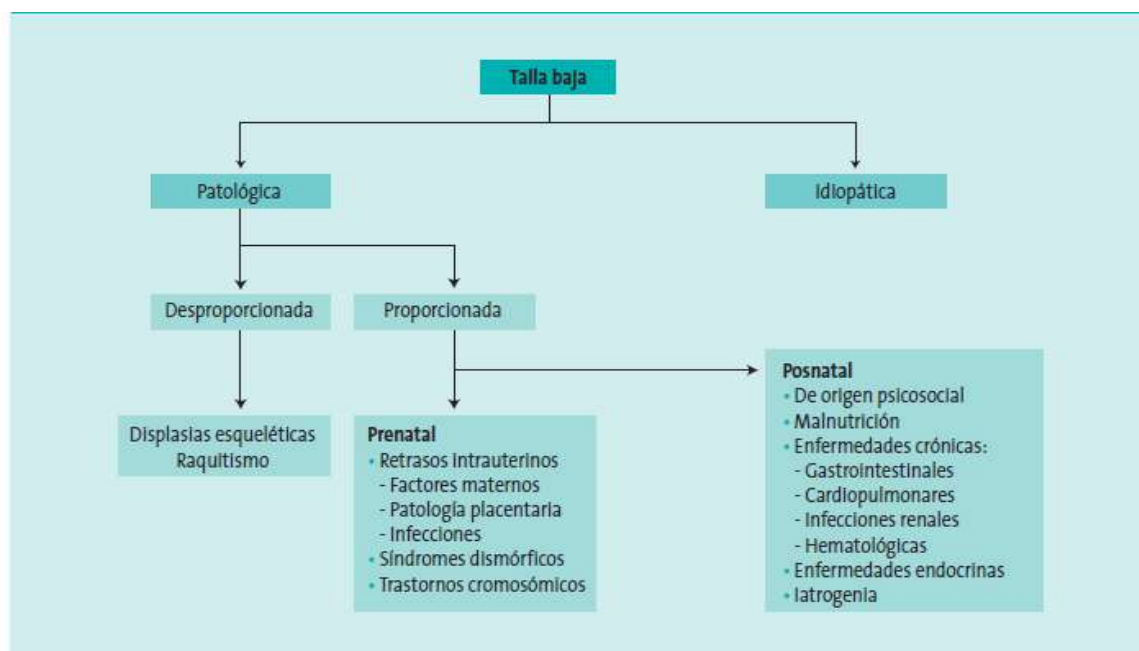 Talla baja
Patológica
Idiopática
Desproporcionada
Proporcionada
Displasias esqueléticas
Raquitismo
Prenatal
• Retrasos intrauterinos
- Factores maternos
- Patología placentaria
- Infecciones
• Síndromes dismórficos
• Trastornos cromosómicos
Posnatal
• De origen psicosocial
• Malnutrición
• Enfermedades crónicas:
- Gastrointestinales
- Cardiopulmonares
- Infecciones renales
- Hematológicas
• Enfermedades endocrinas
• Iatrogenia